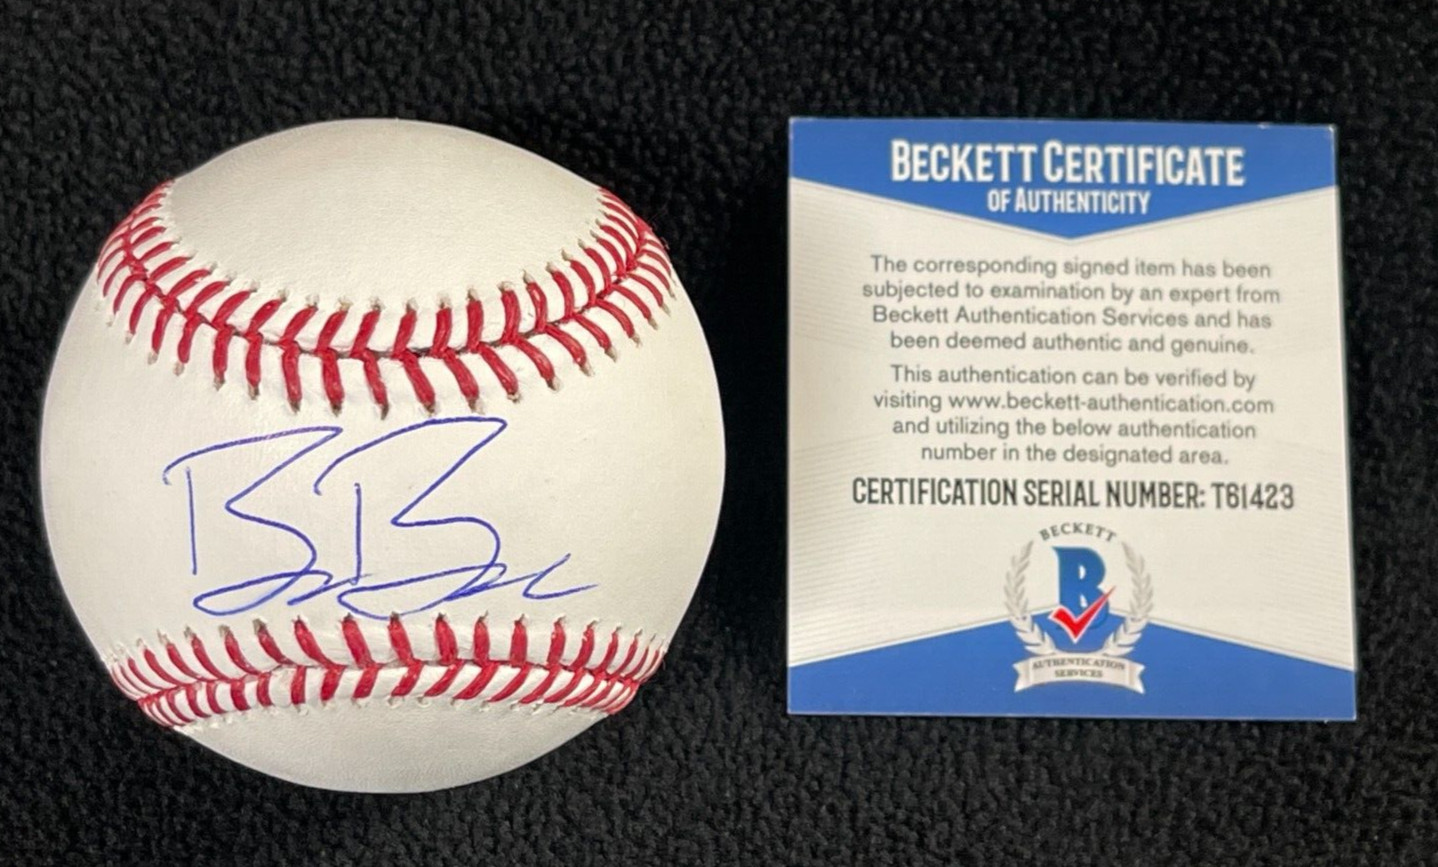 BECKETT CERTIFICATE
OF AUTHENTICITY
The corresponding signed item has been
subjected to examination by an expert from
Beckett Authentication Services and has
been deemed authentic and genuine.
This authentication can be verified by
visiting www.beckett-authentication.com
and utilizing the below authentication
number in the designated area.
CERTIFICATION SERIAL NUMBER: T61423
BECKETT
B
AUTHENTICATION
SERVICES